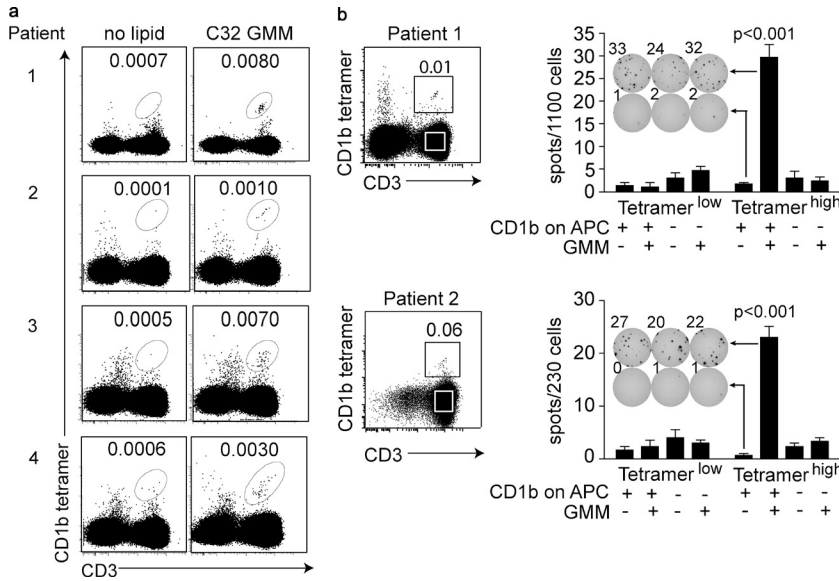 a
Patient
no lipid
C32 GMM
1
0.0007
0.0080
2
0.0001
0.0010
3
0.0005
0.0070
4
0.0006
0.0030
CD1b tetramer
CD3
b
Patient 1
0.01
CD1b tetramer
CD3
spots/1100 cells
35
30
25
20
15
10
5
0
33 24 32
1 2 2
p<0.001
Tetramer low
Tetramer high
CD1b on APC + + - - + + - -
GMM - + - + - + - +
Patient 2
0.06
CD1b tetramer
CD3
spots/230 cells
30
20
10
0
27 20 22
0 1 1
p<0.001
Tetramer low
Tetramer high
CD1b on APC + + - - + + - -
GMM - + - + - + - +